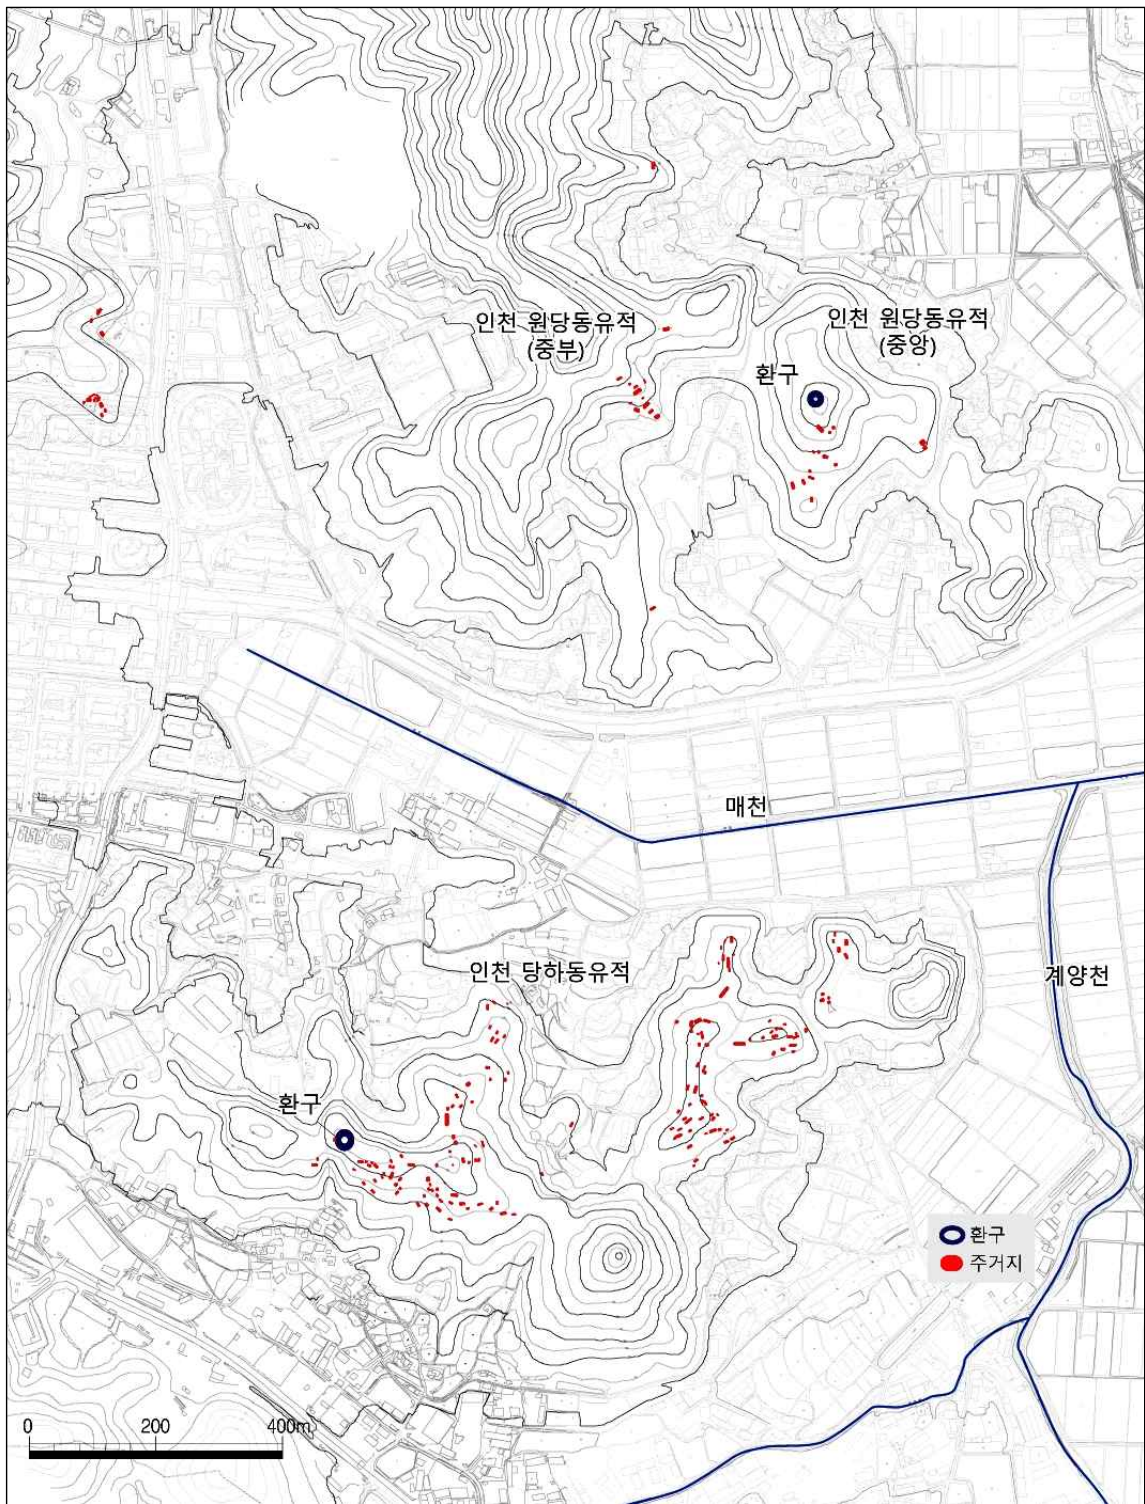 인천 원당동유적
(중부)
인천 원당동유적
(중앙)
환구
매천
인천 당하동유적
계양천
환구
환구
주거지
0 200 400m